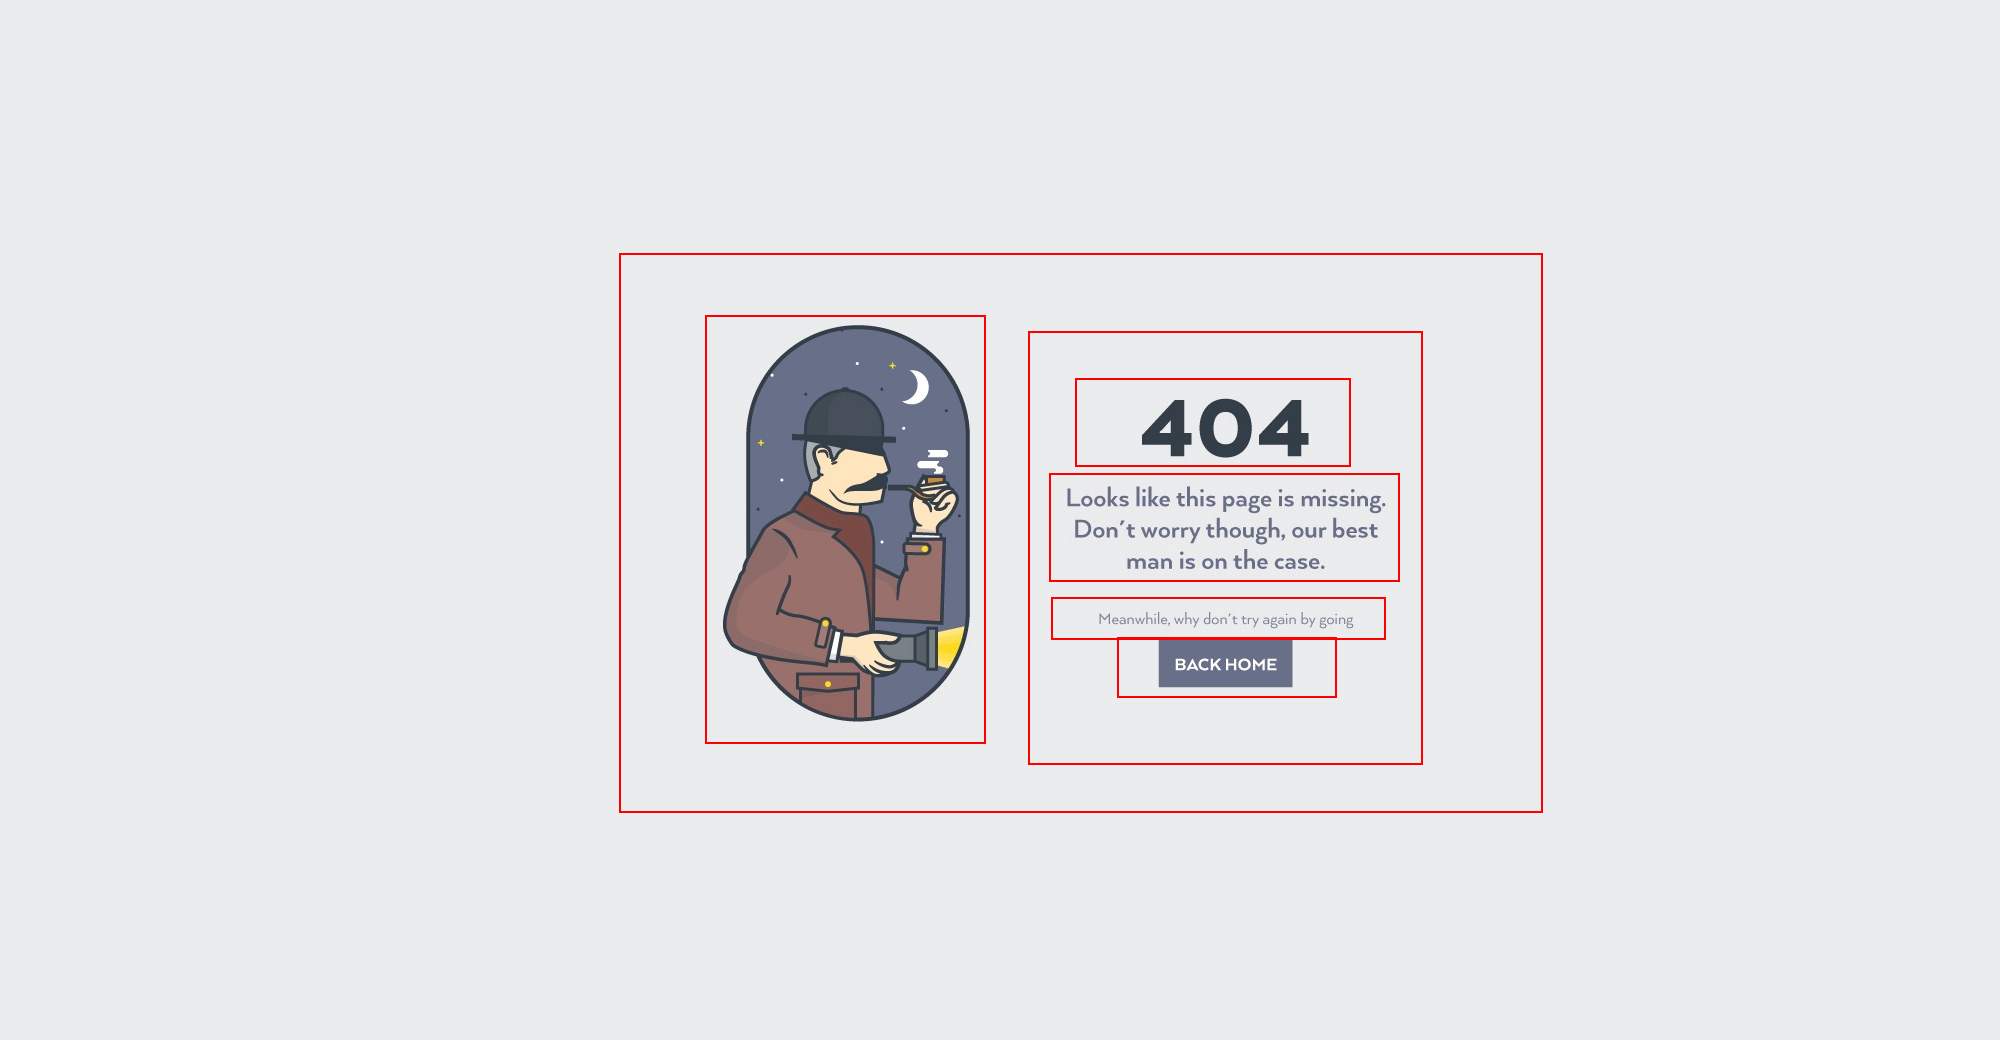 404
Looks like this page is missing.
Don't worry though, our best
man is on the case.
Meanwhile, why don't try again by going
BACK HOME